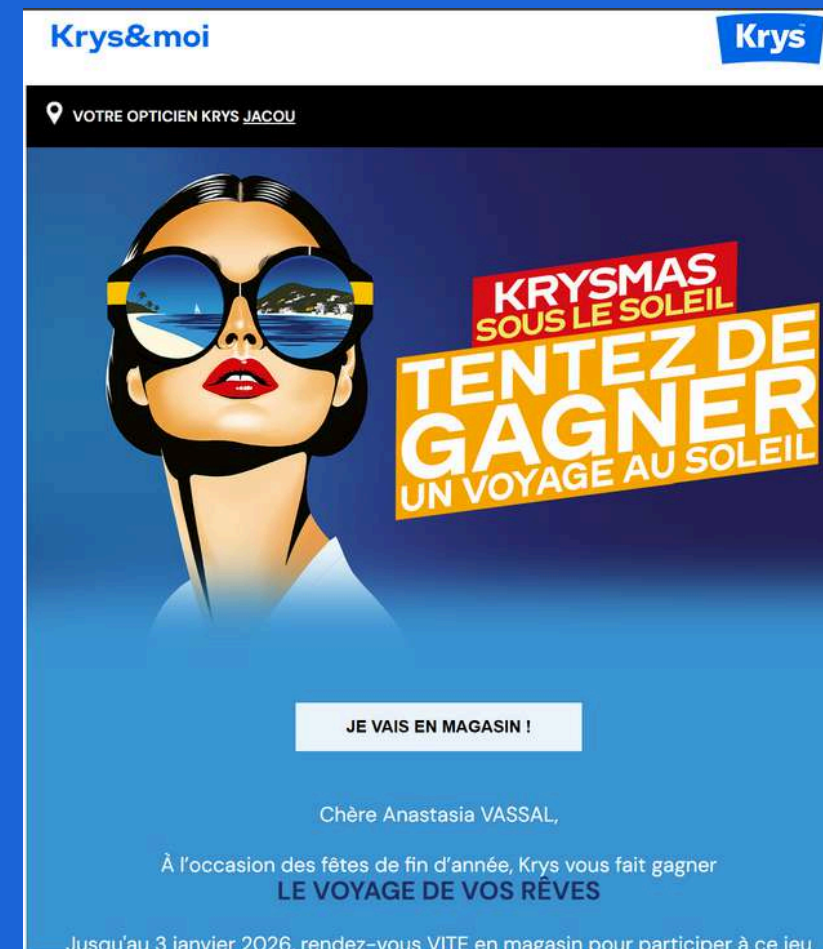 Krys&moi
Krys
VOTRE OPTICIEN KRYS JACOU
KRYSMAS
SOUS LE SOLEIL
TENTEZ DE
GAGNER
UN VOYAGE AU SOLEIL
JE VAIS EN MAGASIN !
Chère Anastasia VASSAL,
À l'occasion des fêtes de fin d'année, Krys vous fait gagner
LE VOYAGE DE VOS RÊVES
Jusqu'au 3 janvier 2026, rendez-vous VITE en magasin pour participer à ce jeu